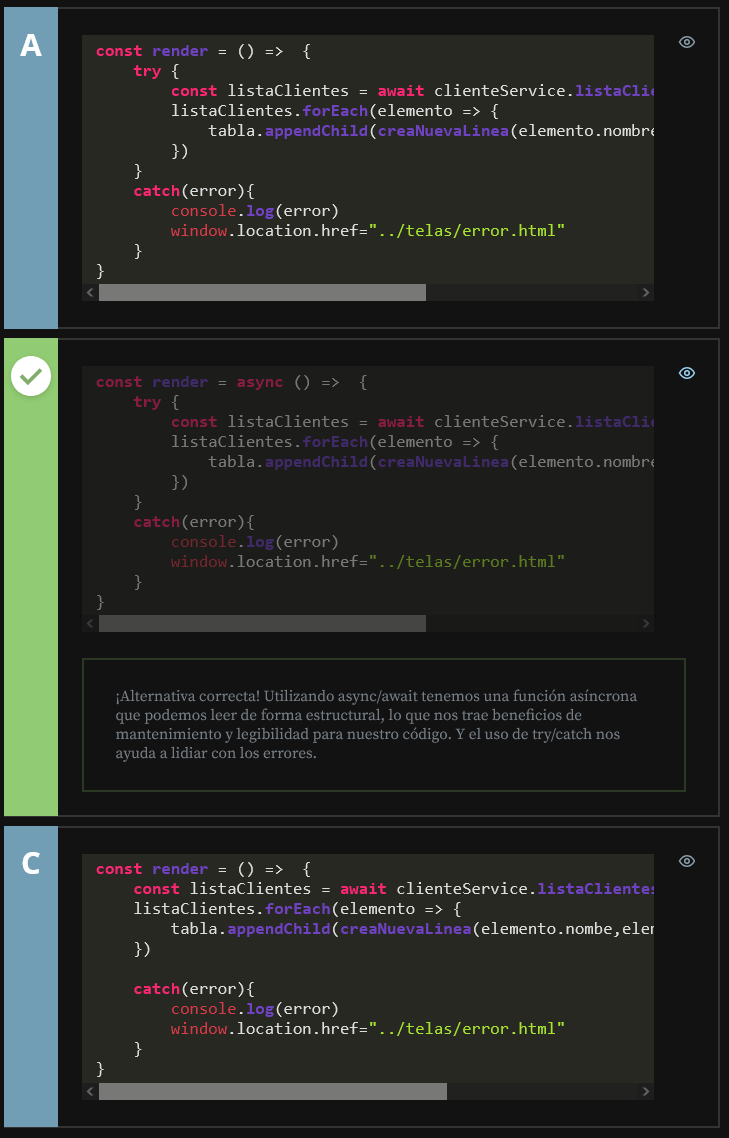 A
const render = () =>  {
    try {
        const listaClientes = await clienteService.listaClie
        listaClientes.forEach(elemento => {
            tabla.appendChild(creaNuevaLinea(elemento.nombre
        })
    }
    catch(error){
        console.log(error)
        window.location.href="../telas/error.html"
    }
}
const render = async () =>  {
    try {
        const listaClientes = await clienteService.listaClie
        listaClientes.forEach(elemento => {
            tabla.appendChild(creaNuevaLinea(elemento.nombre
        })
    }
    catch(error){
        console.log(error)
        window.location.href="../telas/error.html"
    }
}
¡Alternativa correcta! Utilizando async/await tenemos una función asíncrona
que podemos leer de forma estructural, lo que nos trae beneficios de
mantenimiento y legibilidad para nuestro código. Y el uso de try/catch nos
ayuda a lidiar con los errores.
C
const render = () =>  {
    const listaClientes = await clienteService.listaClientes
    listaClientes.forEach(elemento => {
        tabla.appendChild(creaNuevaLinea(elemento.nombe,elem
    })
    catch(error){
        console.log(error)
        window.location.href="../telas/error.html"
    }
}